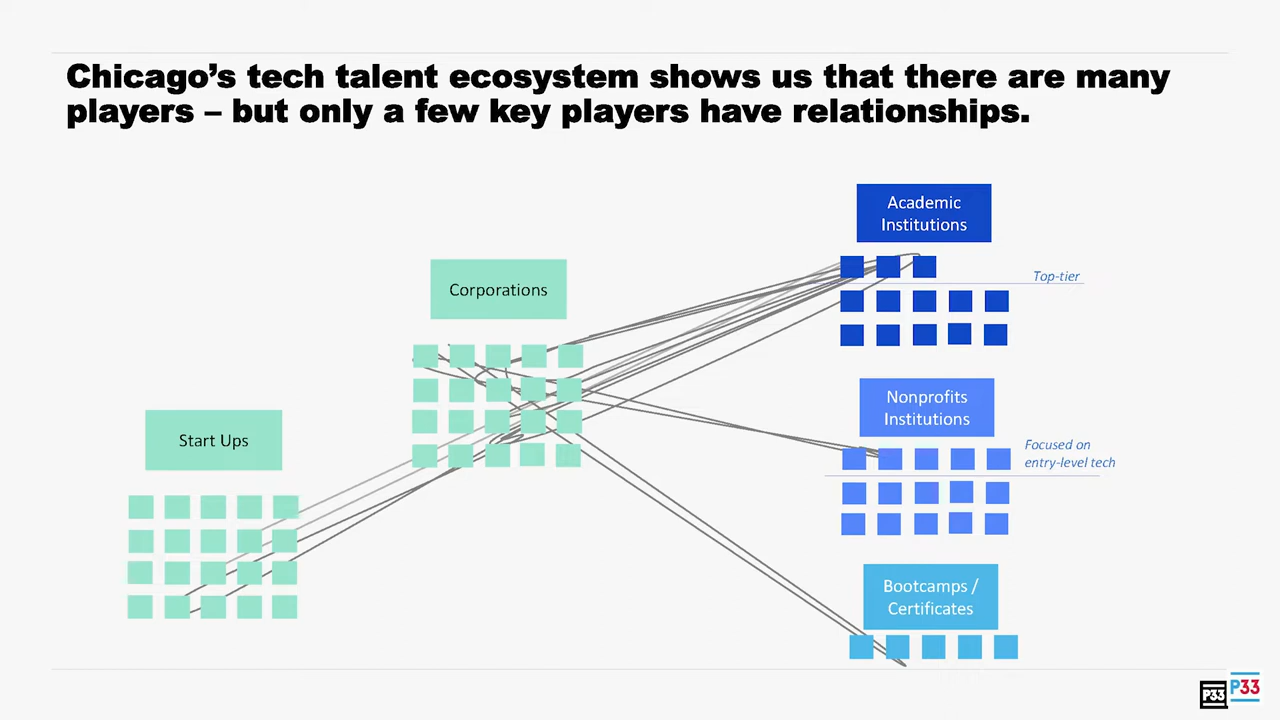 Chicago’s tech talent ecosystem shows us that there are many
players – but only a few key players have relationships.
Academic
Institutions
Top-tier
Corporations
Nonprofits
Institutions
Start Ups
Focused on
entry-level tech
Bootcamps /
Certificates
P33
P33